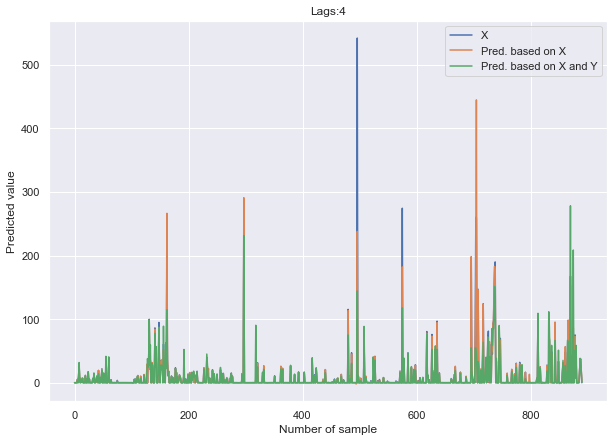 Lags:4
X
Pred. based on X
Pred. based on X and Y
Predicted value
500
400
300
200
100
0
0 200 400 600 800
Number of sample